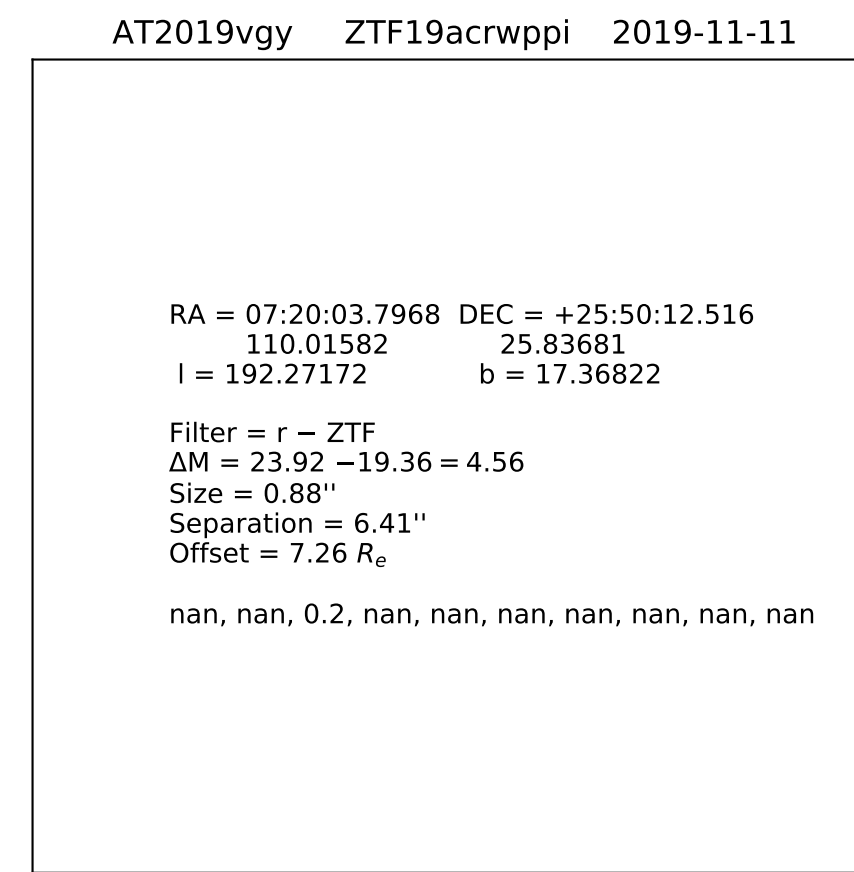 AT2019vgy ZTF19acrwppi 2019-11-11
RA = 07:20:03.7968 DEC = +25:50:12.516
110.01582 25.83681
l = 192.27172 b = 17.36822
Filter = r − ZTF
ΔM = 23.92 −19.36 = 4.56
Size = 0.88''
Separation = 6.41''
Offset = 7.26 Re
nan, nan, 0.2, nan, nan, nan, nan, nan, nan, nan